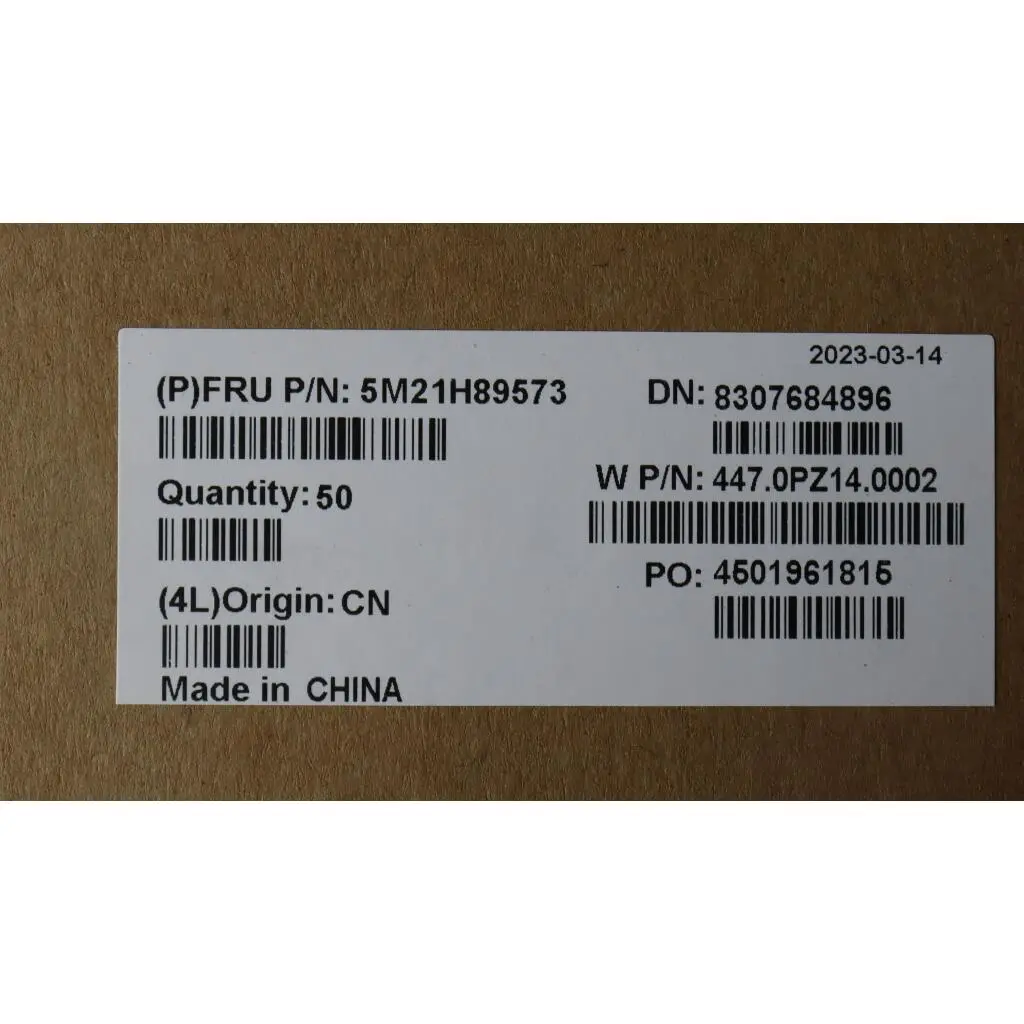 2023-03-14
(P)FRU P/N: 5M21H89573
DN: 8307684896
Quantity: 50
W P/N: 447.0PZ14.0002
(4L)Origin: CN
PO: 4501961815
Made in CHINA